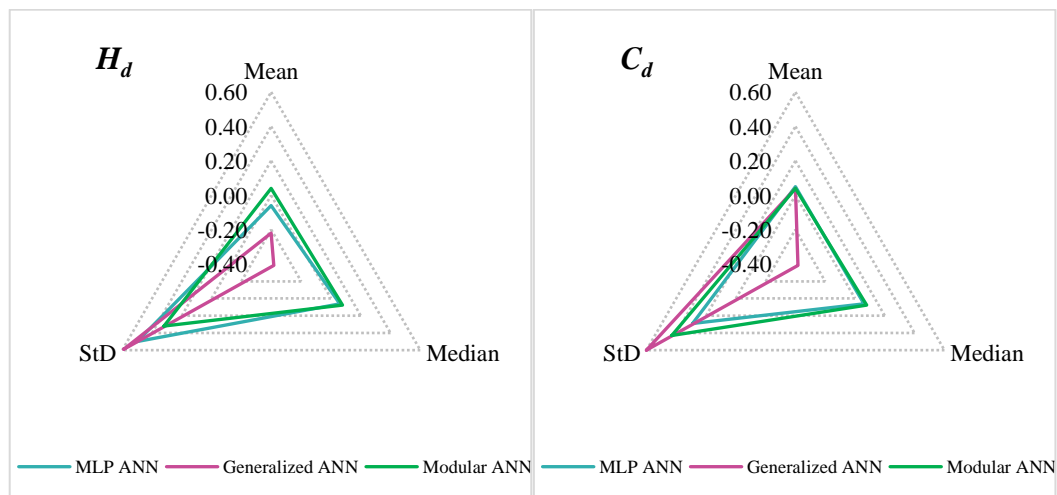 H_d
Mean
0.60
0.40
0.20
0.00
-0.20
-0.40
StD
Median
MLP ANN Generalized ANN Modular ANN
C_d
Mean
0.60
0.40
0.20
0.00
-0.20
-0.40
StD
Median
MLP ANN Generalized ANN Modular ANN